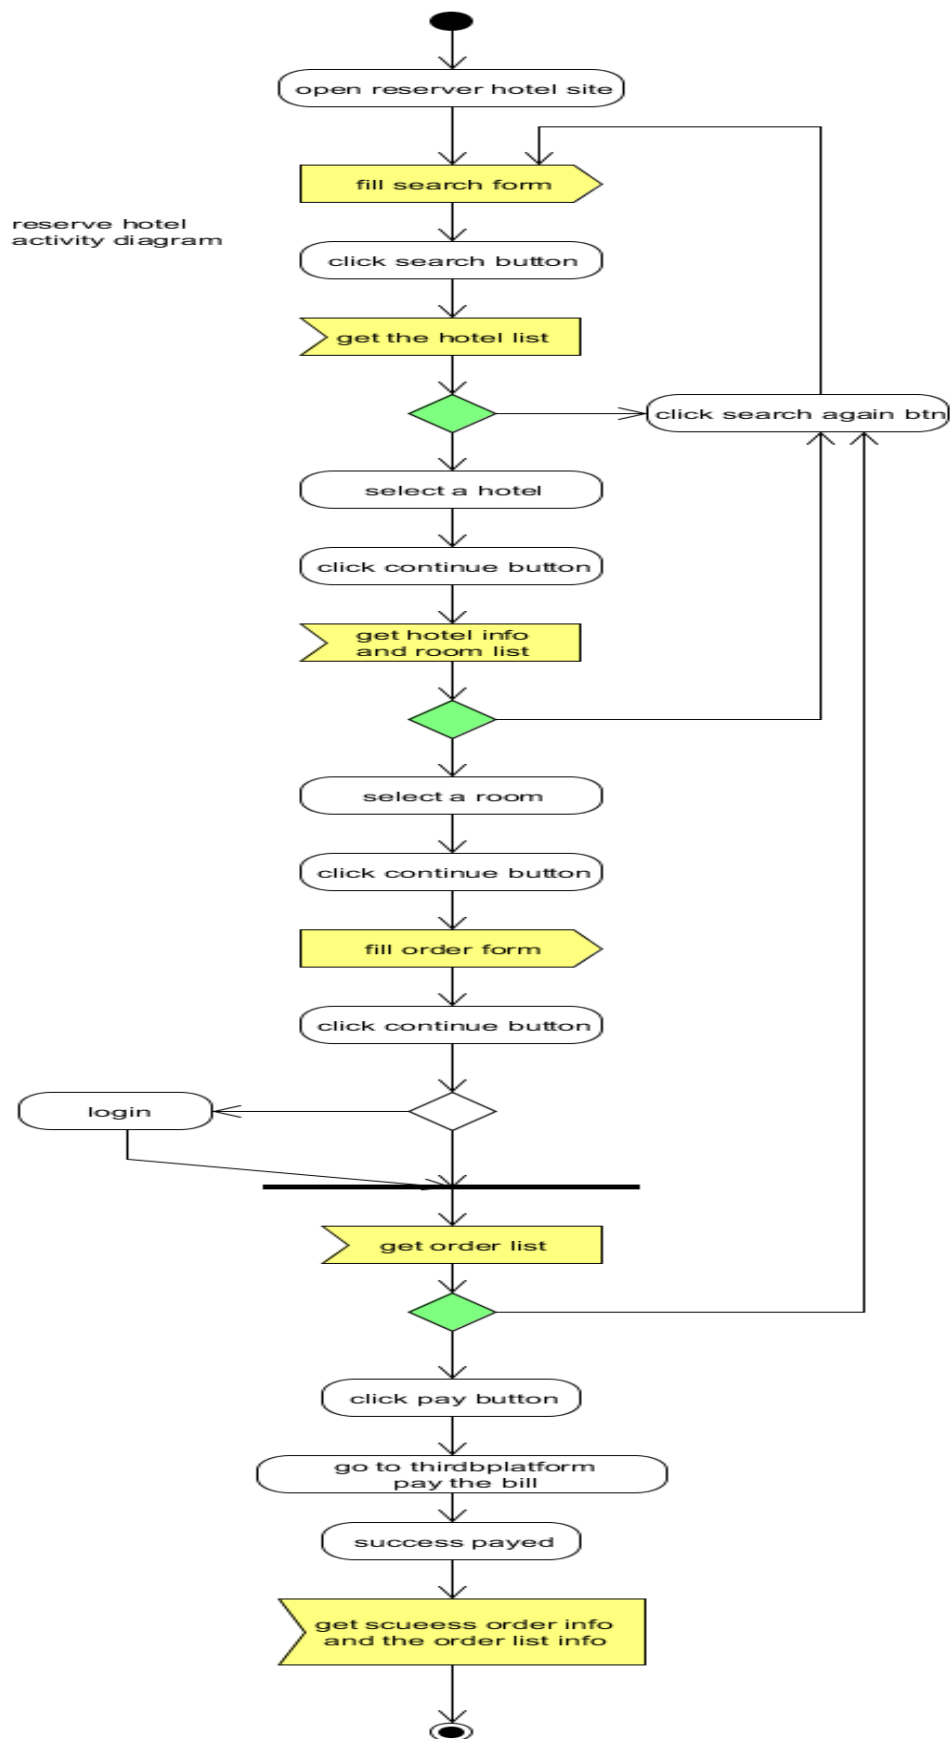 open reserver hotel site
fill search form
reserve hotel
activity diagram
click search button
get the hotel list
click search again btn
select a hotel
click continue button
get hotel info
and room list
select a room
click continue button
fill order form
click continue button
login
get order list
click pay button
go to thirdbplatform
pay the bill
success payed
get scueess order info
and the order list info